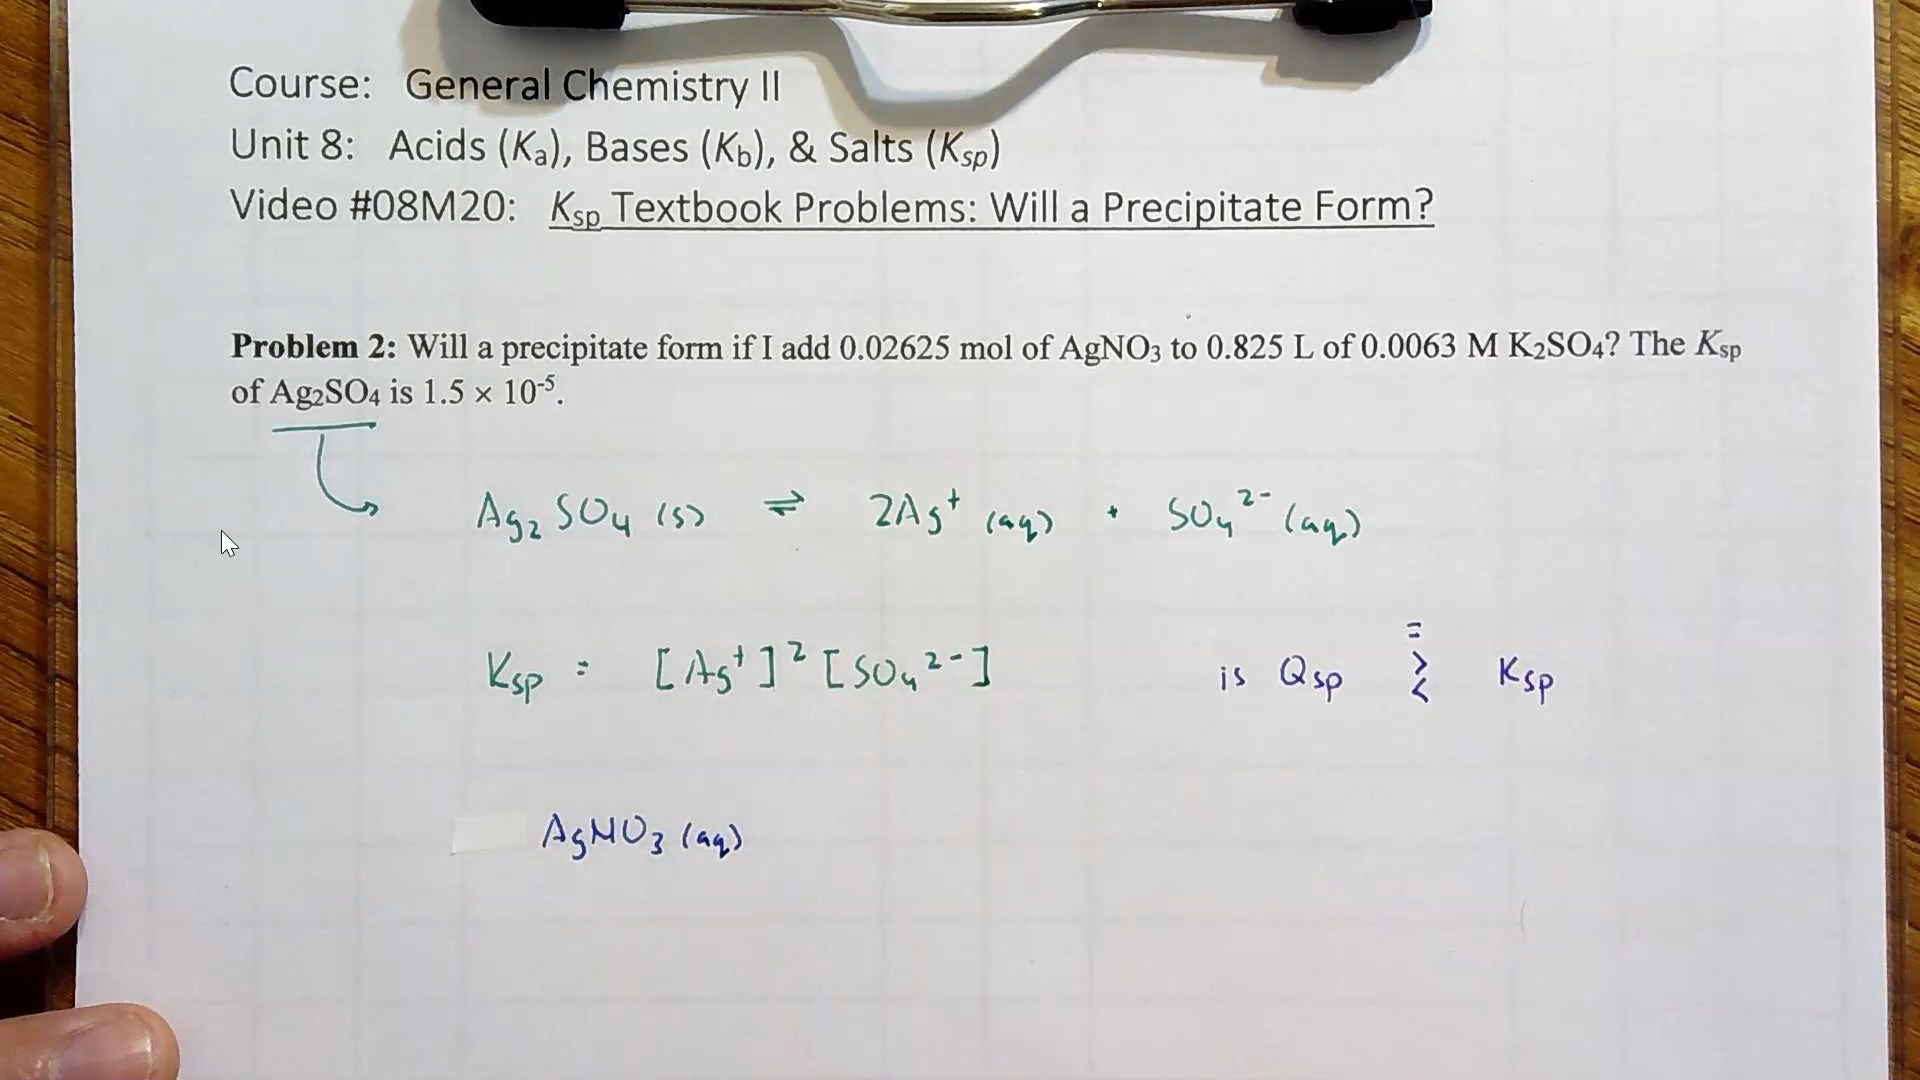 Course: General Chemistry II
Unit 8: Acids (Kₐ), Bases (K_b), & Salts (Kₛₚ)
Video #08M20: Kₛₚ Textbook Problems: Will a Precipitate Form?
Problem 2: Will a precipitate form if I add 0.02625 mol of AgNO₃ to 0.825 L of 0.0063 M K₂SO₄? The Kₛₚ
of Ag₂SO₄ is 1.5 × 10⁻⁵.
Ag₂SO₄ (s) ⇌ 2Ag⁺ (aq) + SO₄²⁻ (aq)
Kₛₚ = [Ag⁺]²[SO₄²⁻] is Qₛₚ = > < Kₛₚ
AgNO₃ (aq)